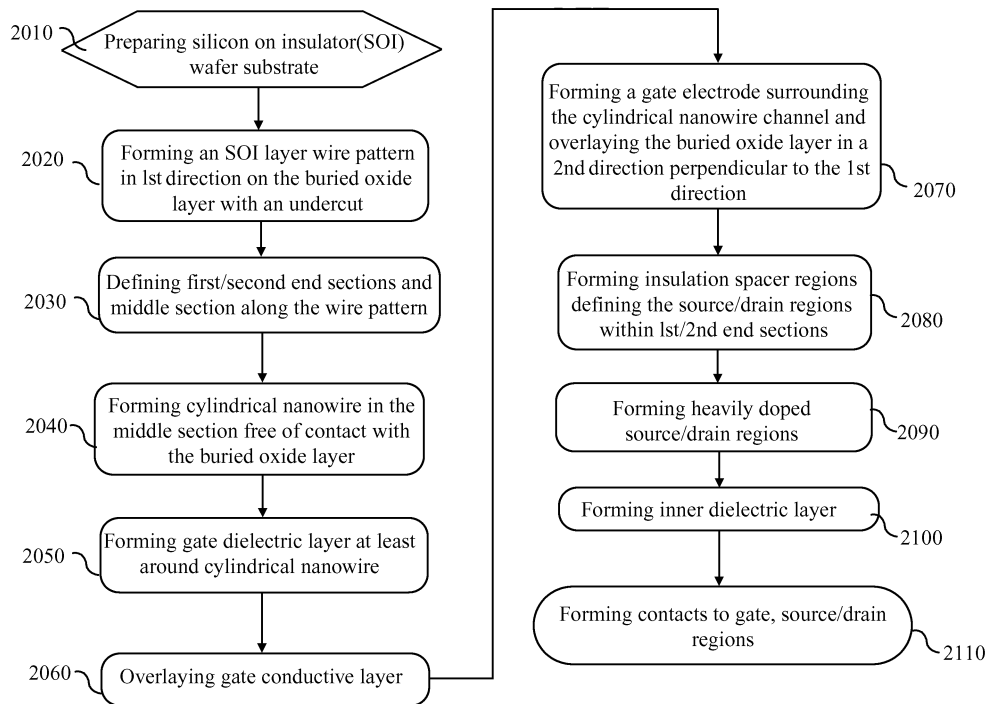 2010
Preparing silicon on insulator(SOI)
wafer substrate
2020
Forming an SOI layer wire pattern
in lst direction on the buried oxide
layer with an undercut
2030
Defining first/second end sections and
middle section along the wire pattern
2040
Forming cylindrical nanowire in the
middle section free of contact with
the buried oxide layer
2050
Forming gate dielectric layer at least
around cylindrical nanowire
2060
Overlaying gate conductive layer
Forming a gate electrode surrounding
the cylindrical nanowire channel and
overlaying the buried oxide layer in a
2nd direction perpendicular to the 1st
direction
2070
Forming insulation spacer regions
defining the source/drain regions
within lst/2nd end sections
2080
Forming heavily doped
source/drain regions
2090
Forming inner dielectric layer
2100
Forming contacts to gate, source/drain
regions
2110